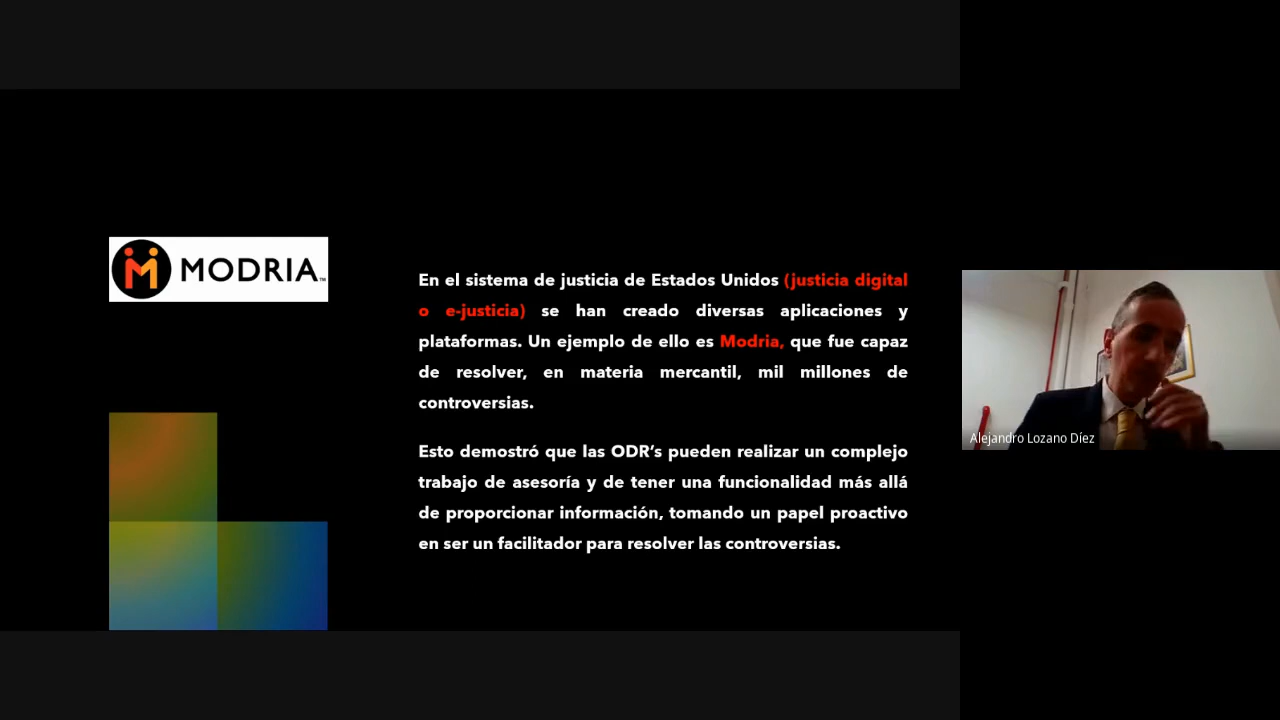 MODRIA™
En el sistema de justicia de Estados Unidos (justicia digital
o e-justicia) se han creado diversas aplicaciones y
plataformas. Un ejemplo de ello es Modria, que fue capaz
de resolver, en materia mercantil, mil millones de
controversias.
Esto demostró que las ODR’s pueden realizar un complejo
trabajo de asesoría y de tener una funcionalidad más allá
de proporcionar información, tomando un papel proactivo
en ser un facilitador para resolver las controversias.
Alejandro Lozano Díez